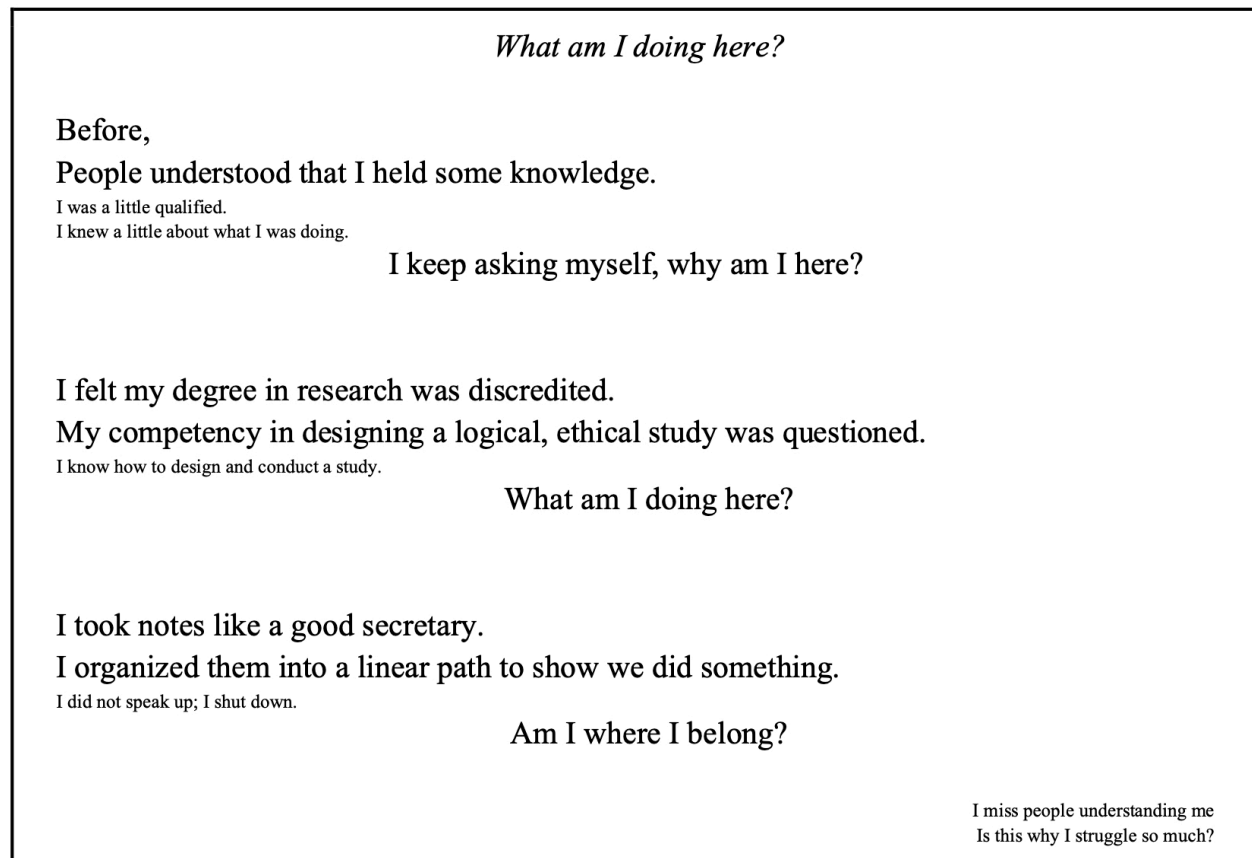 What am I doing here?
Before,
People understood that I held some knowledge.
I was a little qualified.
I knew a little about what I was doing.
I keep asking myself, why am I here?
I felt my degree in research was discredited.
My competency in designing a logical, ethical study was questioned.
I know how to design and conduct a study.
What am I doing here?
I took notes like a good secretary.
I organized them into a linear path to show we did something.
I did not speak up; I shut down.
Am I where I belong?
I miss people understanding me
Is this why I struggle so much?